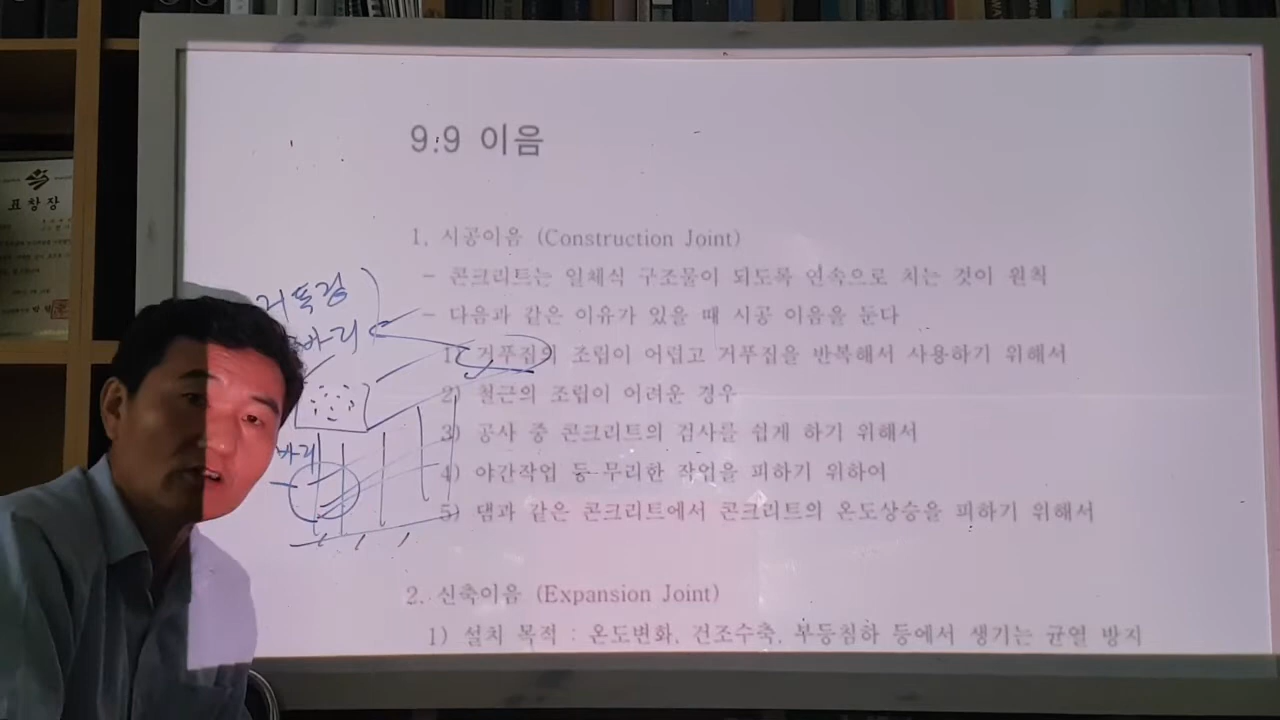 표창장
9.9 이음
1. 시공이음 (Construction Joint)
- 콘크리트는 일체식 구조물이 되도록 연속으로 치는 것이 원칙
- 다음과 같은 이유가 있을 때 시공 이음을 둔다
1) 거푸집의 조립이 어렵고 거푸집을 반복해서 사용하기 위해서
2) 철근의 조립이 어려운 경우
3) 공사 중 콘크리트의 검사를 쉽게 하기 위해서
4) 야간작업 등 무리한 작업을 피하기 위하여
5) 댐과 같은 콘크리트에서 콘크리트의 온도상승을 피하기 위해서
2. 신축이음 (Expansion Joint)
1) 설치 목적 : 온도변화, 건조수축, 부등침하 등에서 생기는 균열 방지
바리
바리